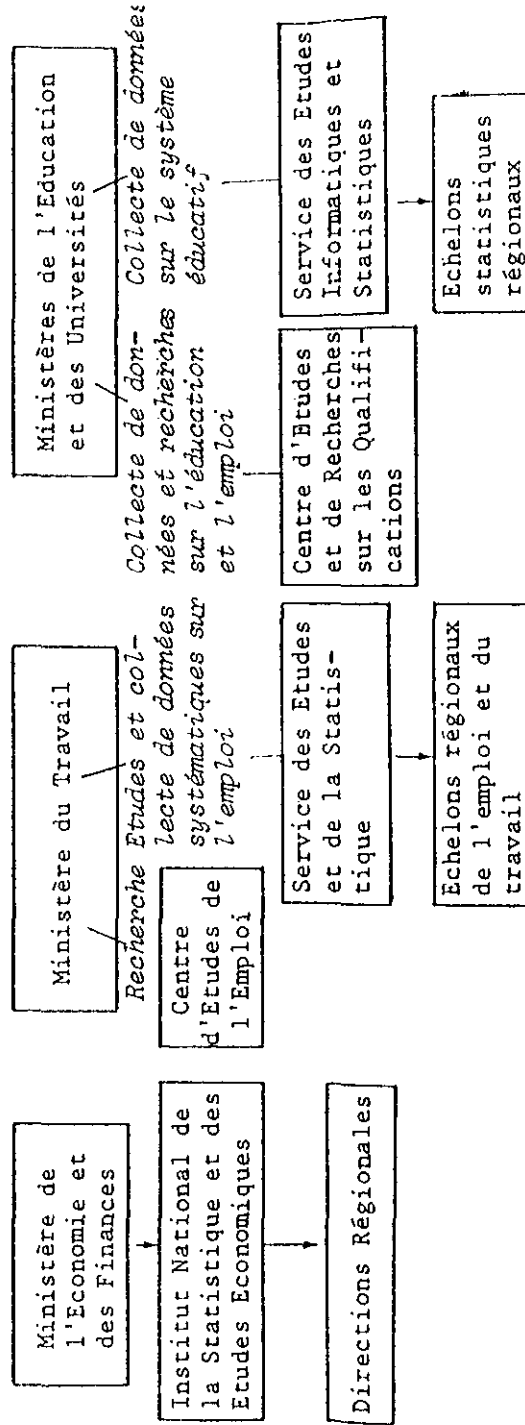 Ministère de
l'Economie et
des Finances
Institut National de
la Statistique et des
Etudes Economiques
Directions Régionales
Ministère du Travail
Recherche
Centre
d'Etudes de
l'Emploi
Etudes et col-
lecte de données
systématiques sur
l'emploi
Service des Etudes
et de la Statis-
tique
Echelons régionaux
de l'emploi et du
travail
Ministères de l'Education
et des Universités
Collecte de don-
nées et recherches
sur l'éducation
et l'emploi
Centre d'Etudes
et de Recherches
sur les Qualifi-
cations
Collecte de données
sur le système
éducatif
Service des Etudes
Informatiques et
Statistiques
Echelons
statistiques
régionaux